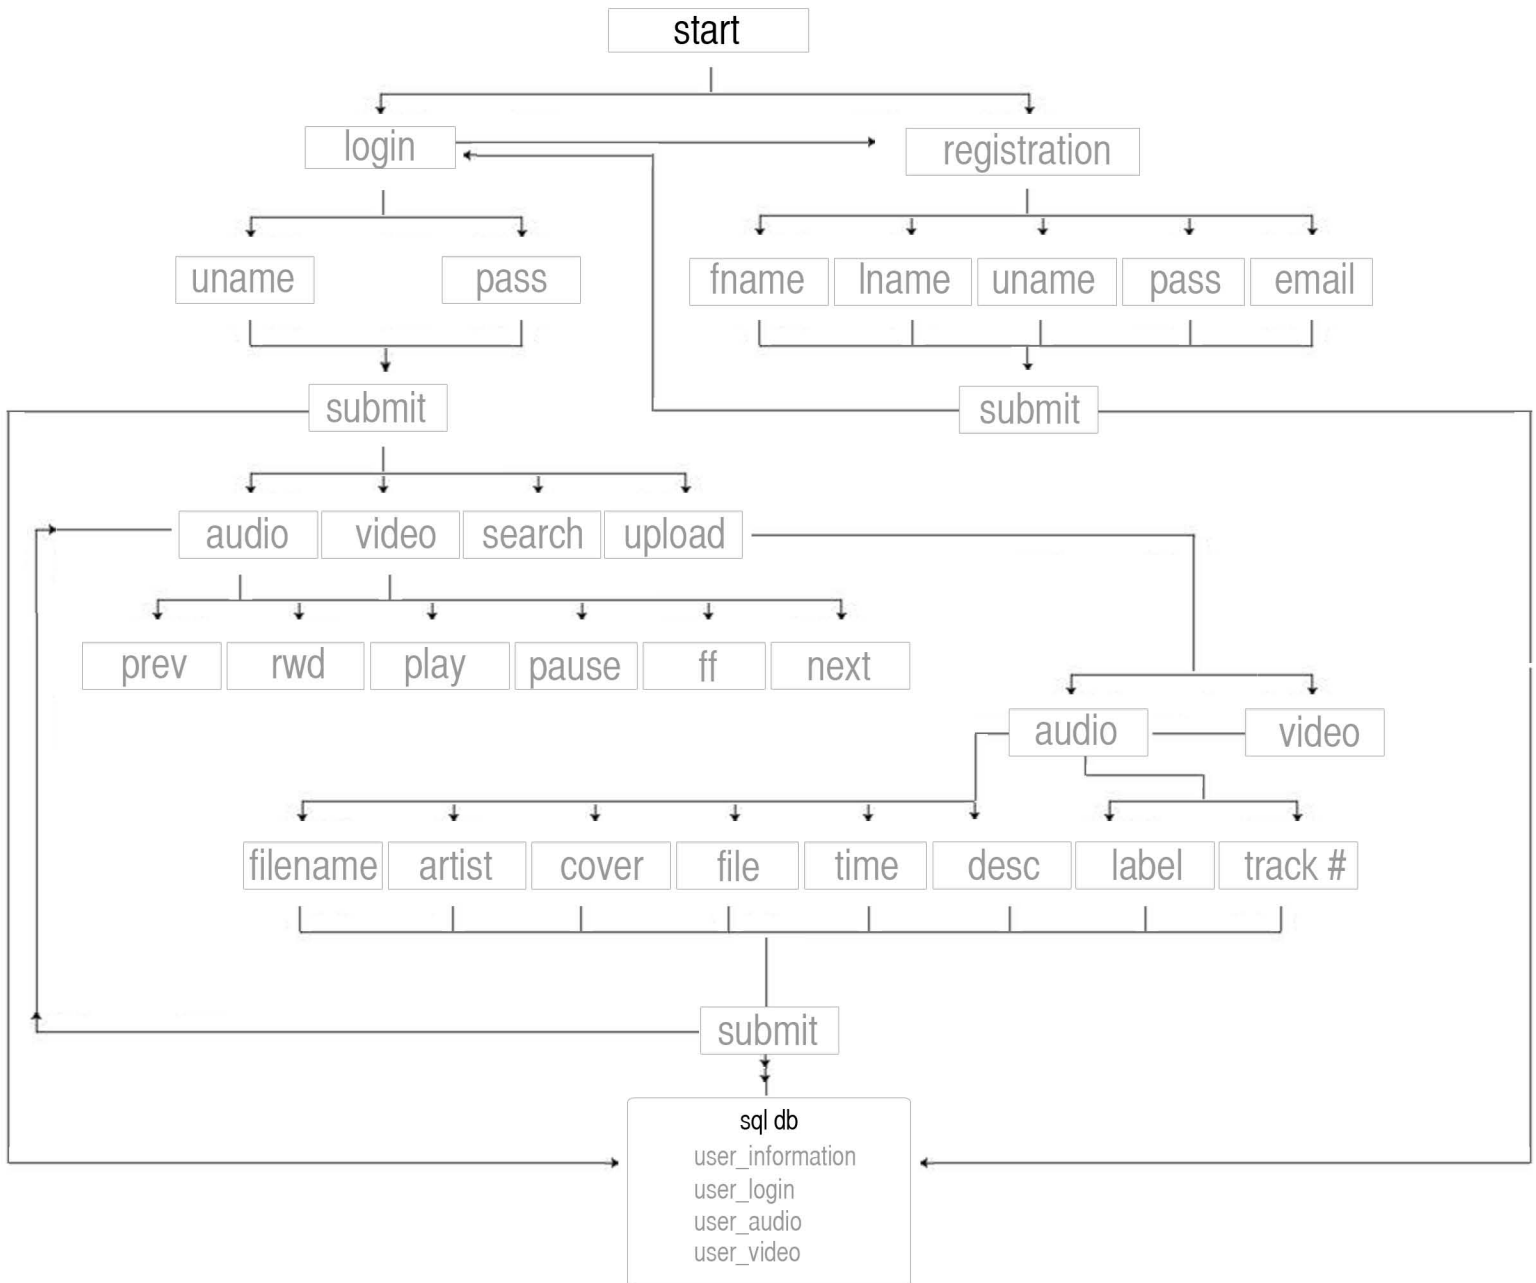 start
login
registration
uname
pass
fname
lname
uname
pass
email
submit
submit
audio
video
search
upload
prev
rwd
play
pause
ff
next
audio
video
filename
artist
cover
file
time
desc
label
track #
submit
sql db
user_information
user_login
user_audio
user_video